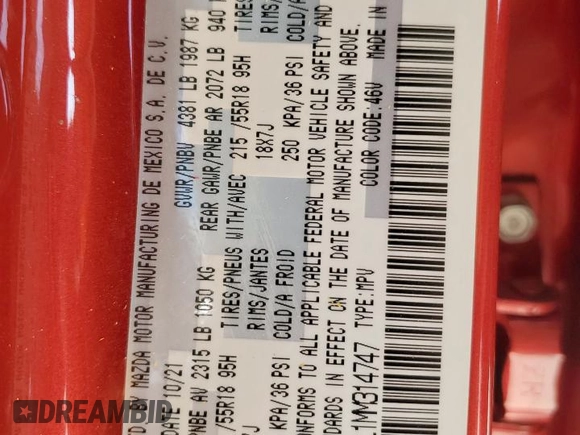 TD BY MAZDA MOTOR MANUFACTURING DE MEXICO S.A. DE C.V.
DATE 10/21 GVWR/PNBV 4381 LB 1987 KG
PNBE AV 2315 LB 1050 KG REAR GAWR/PNBE AR 2072 LB 940
/55R18 95H TIRES/PNEUS WITH/AVEC 215 /55R18 95H TIRES
7J RIMS/JANTES 18X7J RIMS/
KPA/36 PSI COLD/A FROID 250 KPA/36 PSI COLD/A
ONFORMS TO ALL APPLICABLE FEDERAL MOTOR VEHICLE SAFETY AND
DARDS IN EFFECT ON THE DATE OF MANUFACTURE SHOWN ABOVE.
1MM314747 TYPE:MPV COLOR CODE:46V MADE IN
DREAMBID